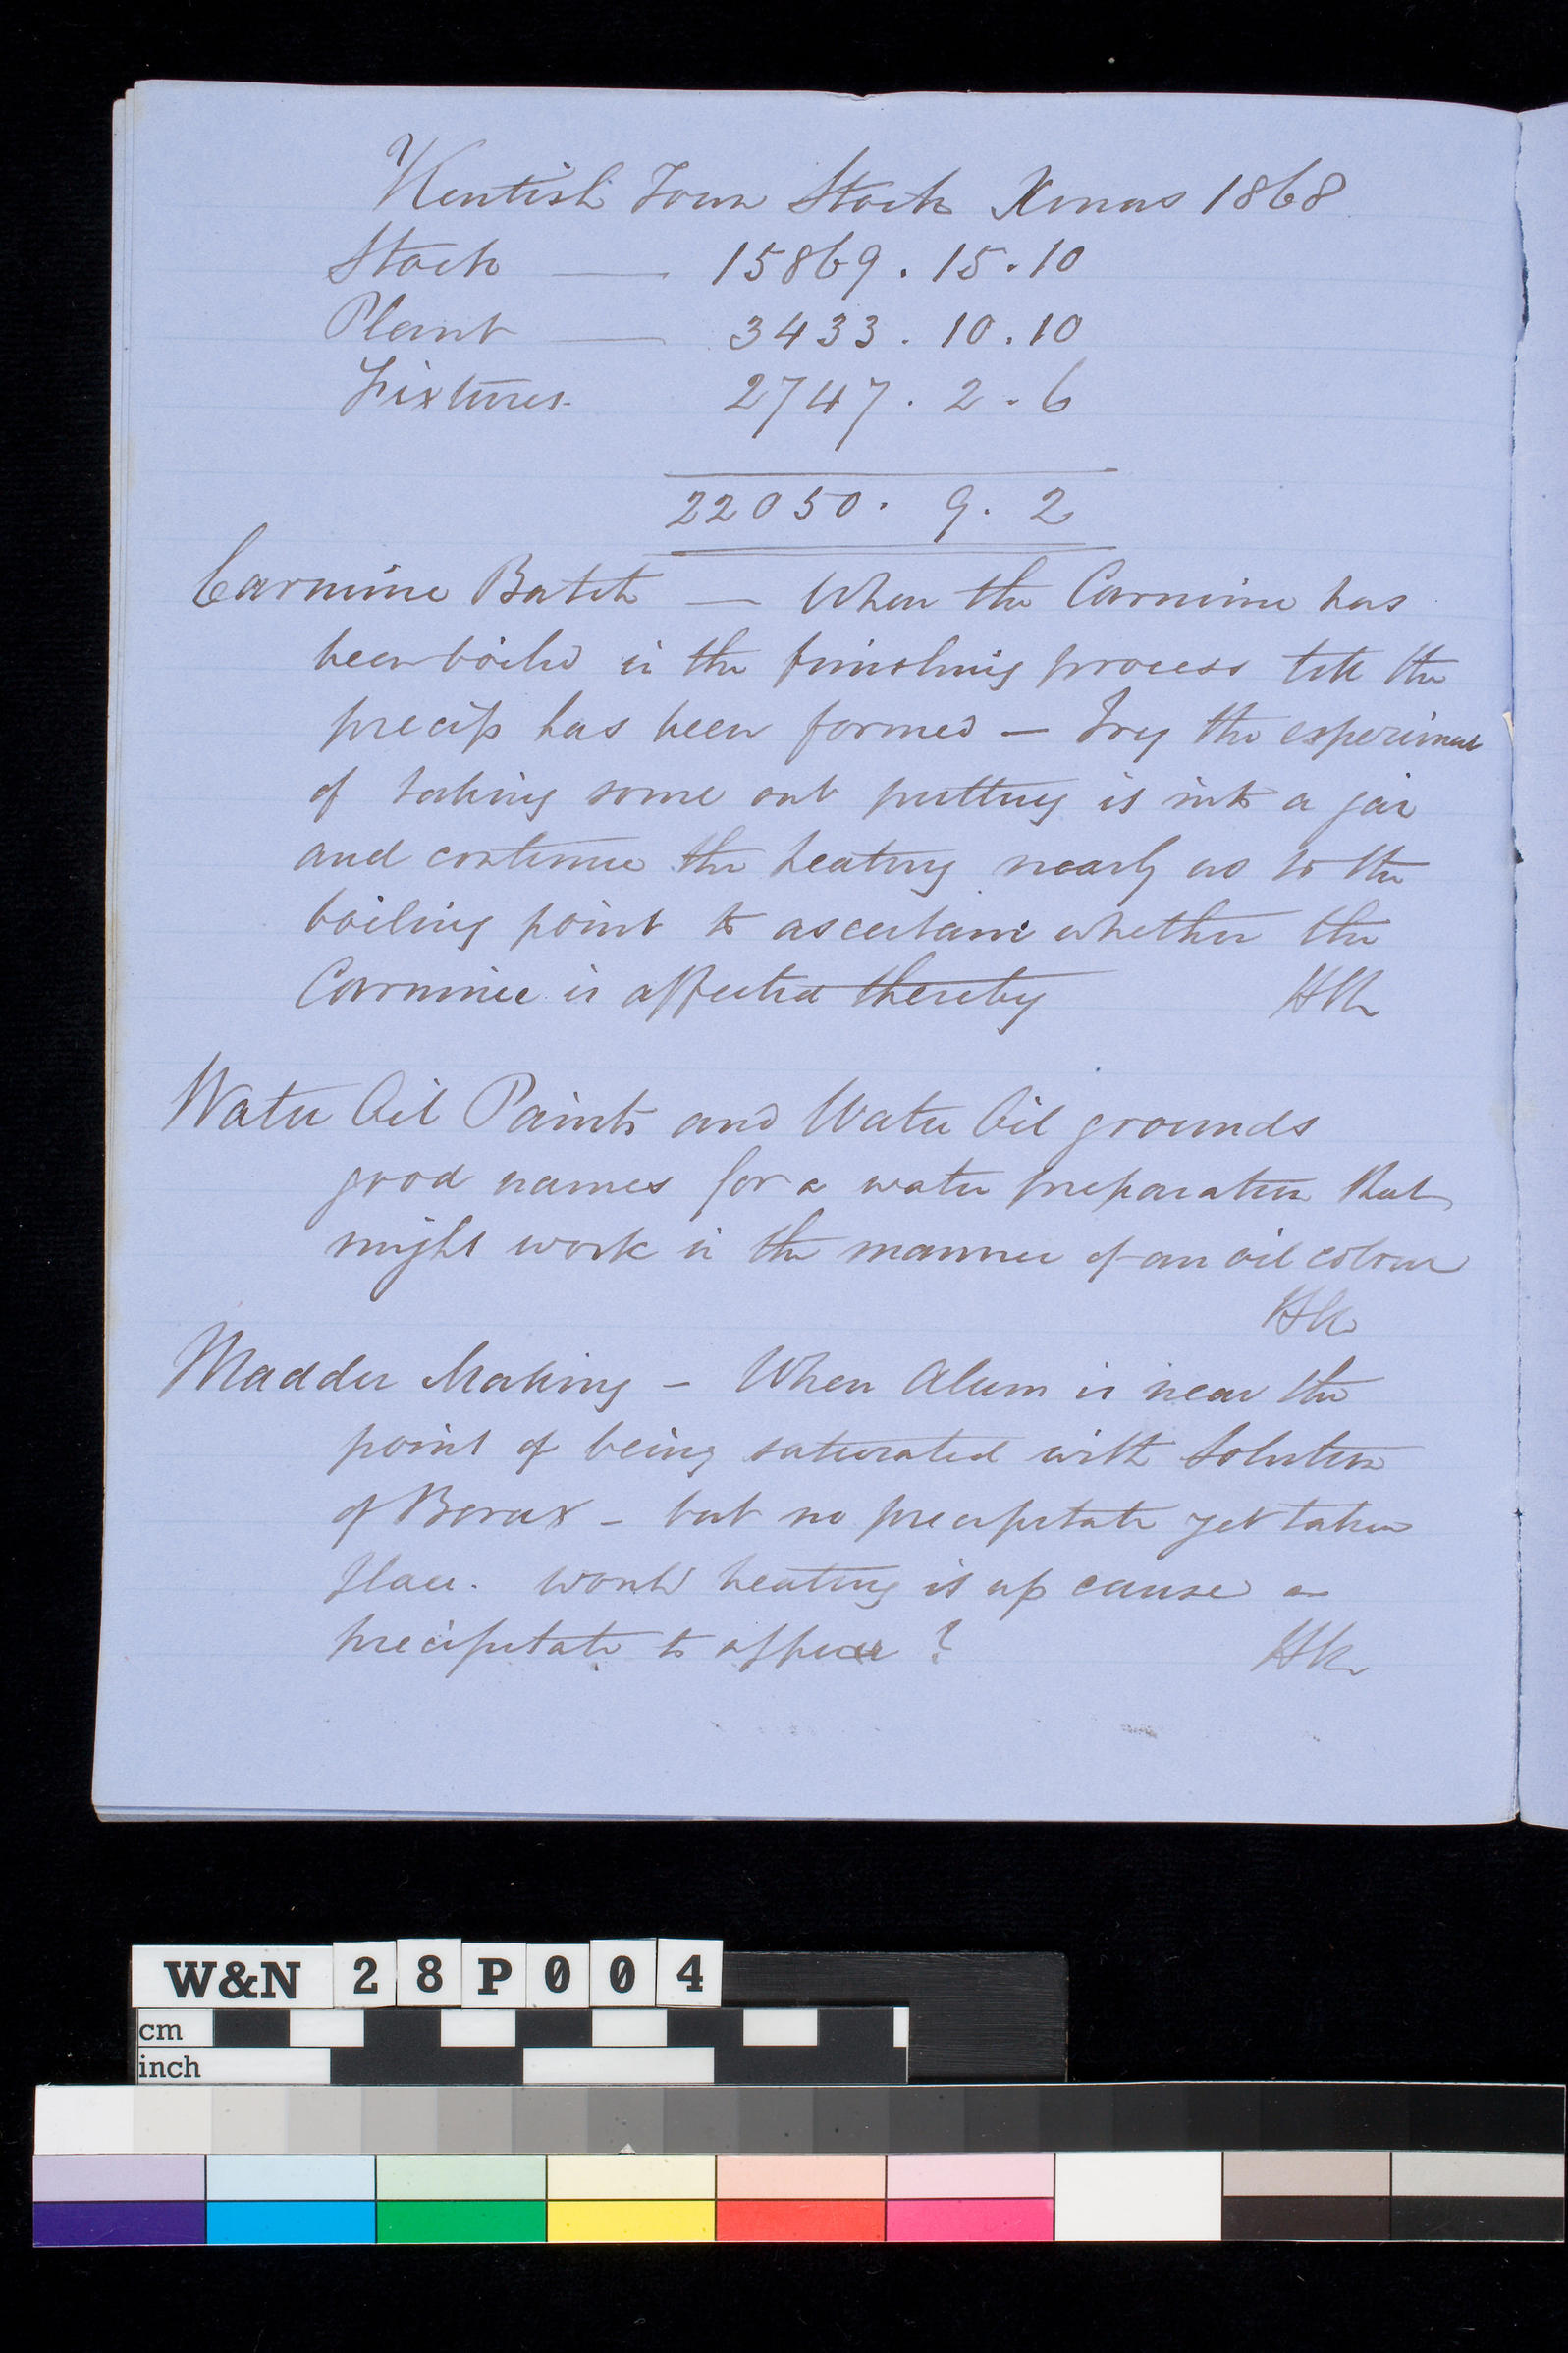 Kentish Town Stock Xmas 1868
Stock — 15869 . 15 . 10
Plant — 3433 . 10 . 10
Fixtures 2747 . 2 . 6
22050 . 9 . 2
Carmine Batch — When the Carmine has
been boiled in the finishing process till the
precip has been formed — Try the experiment
of taking some out putting it into a jar
and continue the heating nearly up to the
boiling point to ascertain whether the
Carmine is affected thereby HR
Water Oil Paints and Water Oil grounds
good names for a water preparation that
might work in the manner of an oil colour
HR
Madder Making – When Alum is near the
point of being saturated with Solution
of Borax – but no precipitate yet taken
place. Would heating it up cause a
precipitate to appear ? HR
W&N 28P004
cm
inch